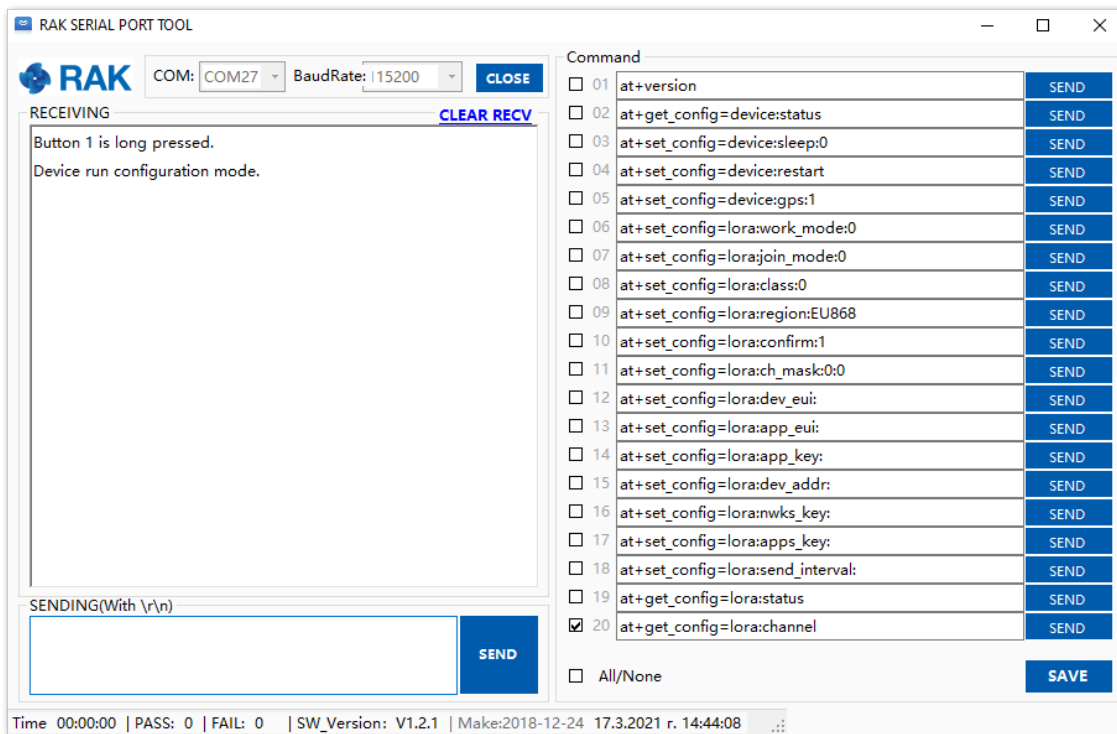 RAK SERIAL PORT TOOL
RAK COM: COM27 BaudRate: 115200 CLOSE
RECEIVING CLEAR RECV
Button 1 is long pressed.
Device run configuration mode.
SENDING(With \r\n)
SEND
Command
01 at+version SEND
02 at+get_config=device:status SEND
03 at+set_config=device:sleep:0 SEND
04 at+set_config=device:restart SEND
05 at+set_config=device:gps:1 SEND
06 at+set_config=lora:work_mode:0 SEND
07 at+set_config=lora:join_mode:0 SEND
08 at+set_config=lora:class:0 SEND
09 at+set_config=lora:region:EU868 SEND
10 at+set_config=lora:confirm:1 SEND
11 at+set_config=lora:ch_mask:0:0 SEND
12 at+set_config=lora:dev_eui: SEND
13 at+set_config=lora:app_eui: SEND
14 at+set_config=lora:app_key: SEND
15 at+set_config=lora:dev_addr: SEND
16 at+set_config=lora:nwks_key: SEND
17 at+set_config=lora:apps_key: SEND
18 at+set_config=lora:send_interval: SEND
19 at+get_config=lora:status SEND
20 at+get_config=lora:channel SEND
All/None SAVE
Time 00:00:00 | PASS: 0 | FAIL: 0 | SW_Version: V1.2.1 | Make:2018-12-24 17.3.2021 г. 14:44:08